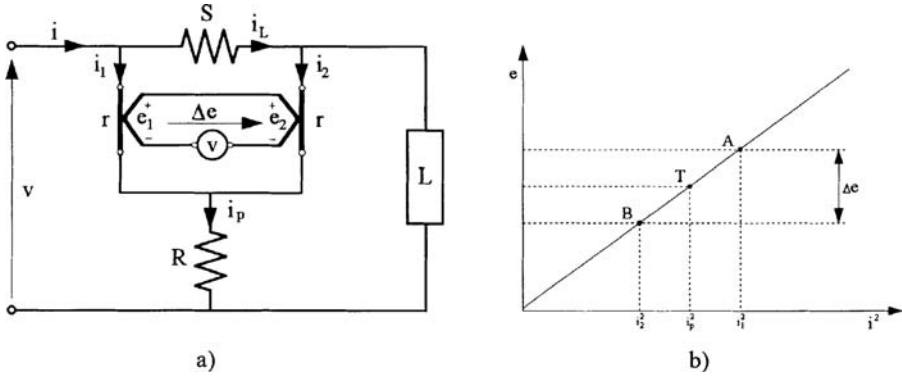 i
S
i_L
i_1
i_2
r
e_1
+
-
Δe
+
e_2
-
r
V
v
L
i_p
R
a)
e
A
T
B
Δe
i_2^2
i_p^2
i_1^2
i^2
b)